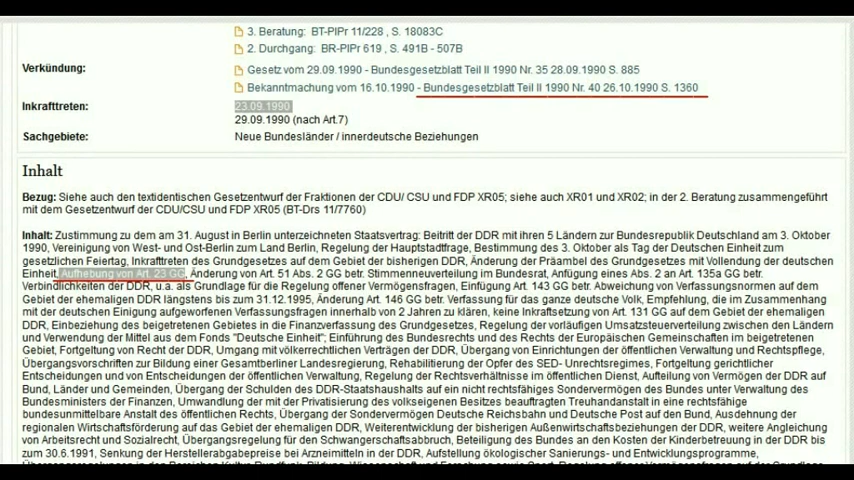 3. Beratung: BT-PlPr 11/228 , S. 18083C
2. Durchgang: BR-PlPr 619 , S. 491B - 507B
Verkündung:
Gesetz vom 29.09.1990 - Bundesgesetzblatt Teil II 1990 Nr. 35 28.09.1990 S. 885
Bekanntmachung vom 16.10.1990 - Bundesgesetzblatt Teil II 1990 Nr. 40 26.10.1990 S. 1360
Inkrafttreten: 23.09.1990
29.09.1990 (nach Art.7)
Sachgebiete: Neue Bundesländer / innerdeutsche Beziehungen
Inhalt
Bezug: Siehe auch den textidentischen Gesetzentwurf der Fraktionen der CDU/ CSU und FDP XR05; siehe auch XR01 und XR02; in der 2. Beratung zusammengeführt
mit dem Gesetzentwurf der CDU/CSU und FDP XR05 (BT-Drs 11/7760)
Inhalt: Zustimmung zu dem am 31. August in Berlin unterzeichneten Staatsvertrag: Beitritt der DDR mit ihren 5 Ländern zur Bundesrepublik Deutschland am 3. Oktober
1990, Vereinigung von West- und Ost-Berlin zum Land Berlin, Regelung der Hauptstadtfrage, Bestimmung des 3. Oktober als Tag der Deutschen Einheit zum
gesetzlichen Feiertag, Inkrafttreten des Grundgesetzes auf dem Gebiet der bisherigen DDR, Änderung der Präambel des Grundgesetzes mit Vollendung der deutschen
Einheit, Aufhebung von Art. 23 GG, Änderung von Art. 51 Abs. 2 GG betr. Stimmenneuverteilung im Bundesrat, Anfügung eines Abs. 2 an Art. 135a GG betr.
Verbindlichkeiten der DDR, u.a. als Grundlage für die Regelung offener Vermögensfragen, Einfügung Art. 143 GG betr. Abweichung von Verfassungsnormen auf dem
Gebiet der ehemaligen DDR längstens bis zum 31.12.1995, Änderung Art. 146 GG betr. Verfassung für das ganze deutsche Volk, Empfehlung, die im Zusammenhang
mit der deutschen Einigung aufgeworfenen Verfassungsfragen innerhalb von 2 Jahren zu klären, keine Inkraftsetzung von Art. 131 GG auf dem Gebiet der ehemaligen
DDR, Einbeziehung des beigetretenen Gebietes in die Finanzverfassung des Grundgesetzes, Regelung der vorläufigen Umsatzsteuerverteilung zwischen den Ländern
und Verwendung der Mittel aus dem Fonds "Deutsche Einheit"; Einführung des Bundesrechts und des Rechts der Europäischen Gemeinschaften im beigetretenen
Gebiet, Fortgeltung von Recht der DDR, Umgang mit völkerrechtlichen Verträgen der DDR, Übergang von Einrichtungen der öffentlichen Verwaltung und Rechtspflege,
Übergangsvorschriften zur Bildung einer Gesamtberliner Landesregierung, Rehabilitierung der Opfer des SED- Unrechtsregimes, Fortgeltung gerichtlicher
Entscheidungen und von Entscheidungen der öffentlichen Verwaltung, Regelung der Rechtsverhältnisse im öffentlichen Dienst, Aufteilung von Vermögen der DDR auf
Bund, Länder und Gemeinden, Übergang der Schulden des DDR-Staatshaushalts auf ein nicht rechtsfähiges Sondervermögen des Bundes unter Verwaltung des
Bundesministers der Finanzen, Umwandlung der mit der Privatisierung des volkseigenen Besitzes beauftragten Treuhandanstalt in eine rechtsfähige
bundesunmittelbare Anstalt des öffentlichen Rechts, Übergang der Sondervermögen Deutsche Reichsbahn und Deutsche Post auf den Bund, Ausdehnung der
regionalen Wirtschaftsförderung auf das Gebiet der ehemaligen DDR, Weiterentwicklung der bisherigen Außenwirtschaftsbeziehungen der DDR, weitere Angleichung
von Arbeitsrecht und Sozialrecht, Übergangsregelung für den Schwangerschaftsabbruch, Beteiligung des Bundes an den Kosten der Kinderbetreuung in der DDR bis
zum 30.6.1991, Senkung der Herstellerabgabepreise bei Arzneimitteln in der DDR, Aufstellung ökologischer Sanierungs- und Entwicklungsprogramme,